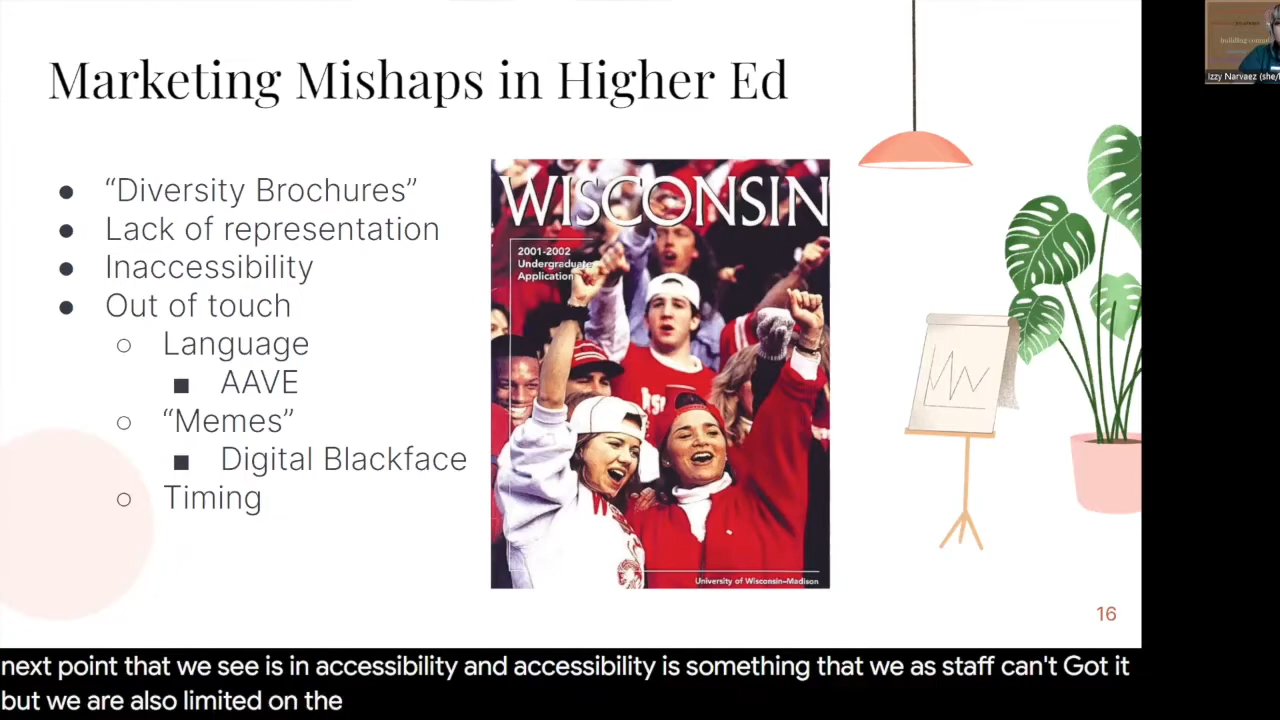 Marketing Mishaps in Higher Ed
“Diversity Brochures”
Lack of representation
Inaccessibility
Out of touch
Language
AAVE
“Memes”
Digital Blackface
Timing
WISCONSIN
2001-2002
Undergraduate
Application
University of Wisconsin–Madison
16
Izzy Narvaez (she/
next point that we see is in accessibility and accessibility is something that we as staff can't Got it
but we are also limited on the